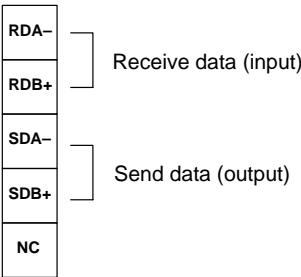 RDA–
RDB+
Receive data (input)
SDA–
SDB+
Send data (output)
NC